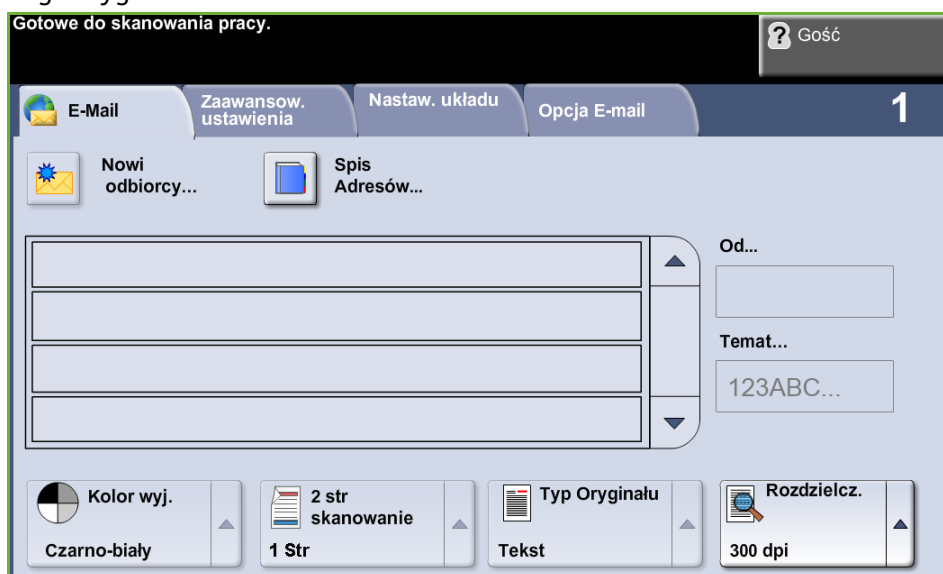 Gotowe do skanowania pracy.
? Gość
E-Mail
Zaawansow.
ustawienia
Nastaw. układu
Opcja E-mail
1
Nowi
odbiorcy...
Spis
Adresów...
Od...
Temat...
123ABC...
Kolor wyj.
Czarno-biały
2 str
skanowanie
1 Str
Typ Oryginału
Tekst
Rozdzielcz.
300 dpi